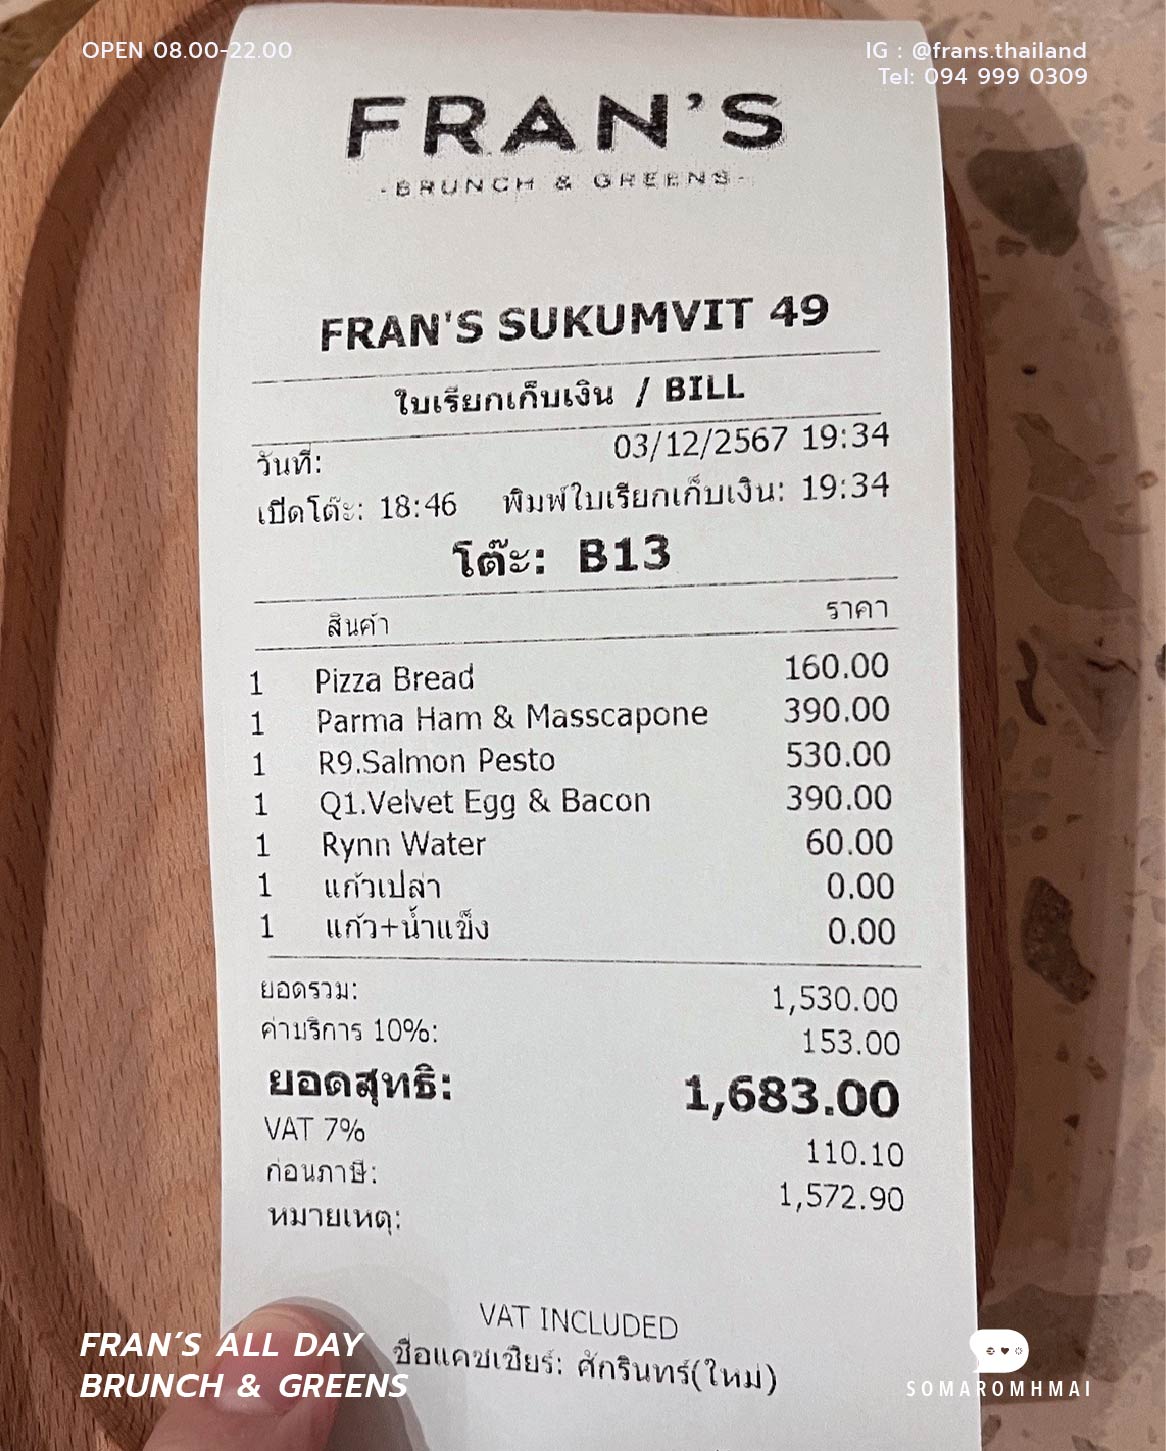 OPEN 08.00-22.00
IG : @frans.thailand
Tel: 094 999 0309
FRAN'S
-BRUNCH & GREENS-
FRAN'S SUKUMVIT 49
ใบเรียกเก็บเงิน / BILL
วันที่: 03/12/2567 19:34
เปิดโต๊ะ: 18:46 พิมพ์ใบเรียกเก็บเงิน: 19:34
โต๊ะ: B13
สินค้า ราคา
1 Pizza Bread 160.00
1 Parma Ham & Masscapone 390.00
1 R9.Salmon Pesto 530.00
1 Q1.Velvet Egg & Bacon 390.00
1 Rynn Water 60.00
1 แก้วเปล่า 0.00
1 แก้ว+น้ำแข็ง 0.00
ยอดรวม: 1,530.00
ค่าบริการ 10%: 153.00
ยอดสุทธิ: 1,683.00
VAT 7% 110.10
ก่อนภาษี: 1,572.90
หมายเหตุ:
VAT INCLUDED
ชื่อแคชเชียร์: ศักรินทร์(ใหม่)
FRAN'S ALL DAY
BRUNCH & GREENS
SOMAROMHMAI